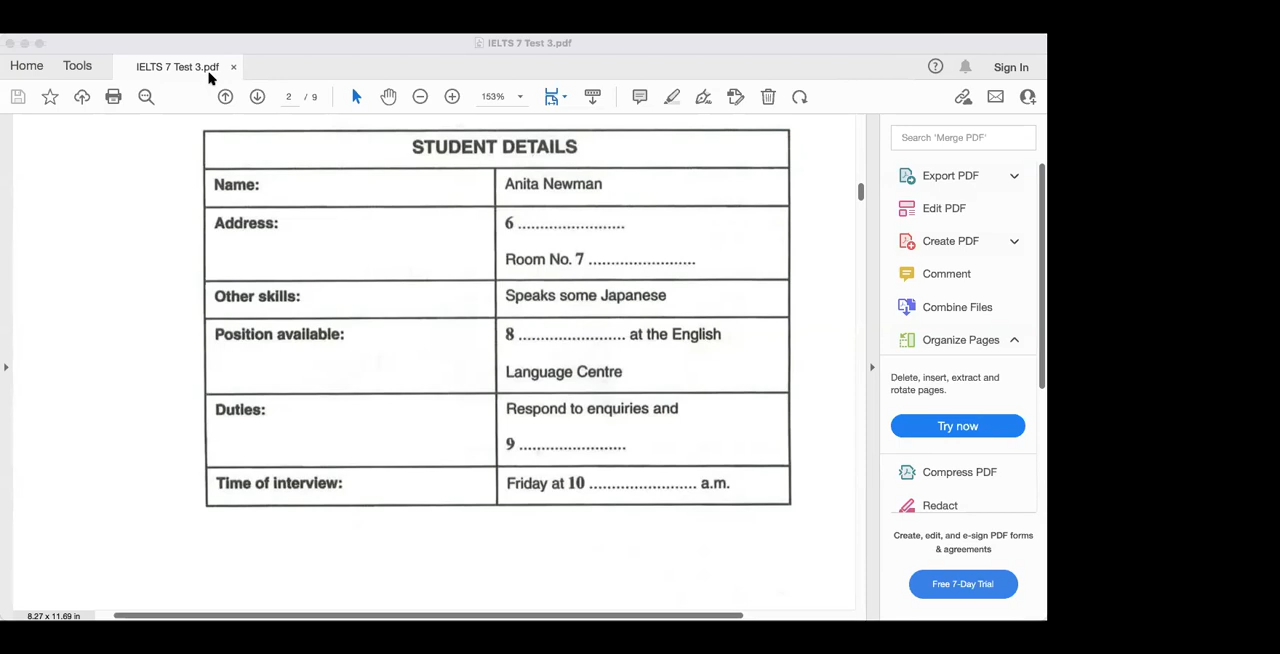 IELTS 7 Test 3.pdf
Home Tools IELTS 7 Test 3.pdf × Sign In
2 / 9 153%
STUDENT DETAILS
Name: Anita Newman
Address: 6 .......................
Room No. 7 .......................
Other skills: Speaks some Japanese
Position available: 8 ....................... at the English
Language Centre
Duties: Respond to enquiries and
9 .......................
Time of interview: Friday at 10 ....................... a.m.
8.27 x 11.69 in
Search 'Merge PDF'
Export PDF
Edit PDF
Create PDF
Comment
Combine Files
Organize Pages
Delete, insert, extract and
rotate pages.
Try now
Compress PDF
Redact
Create, edit, and e-sign PDF forms
& agreements
Free 7-Day Trial